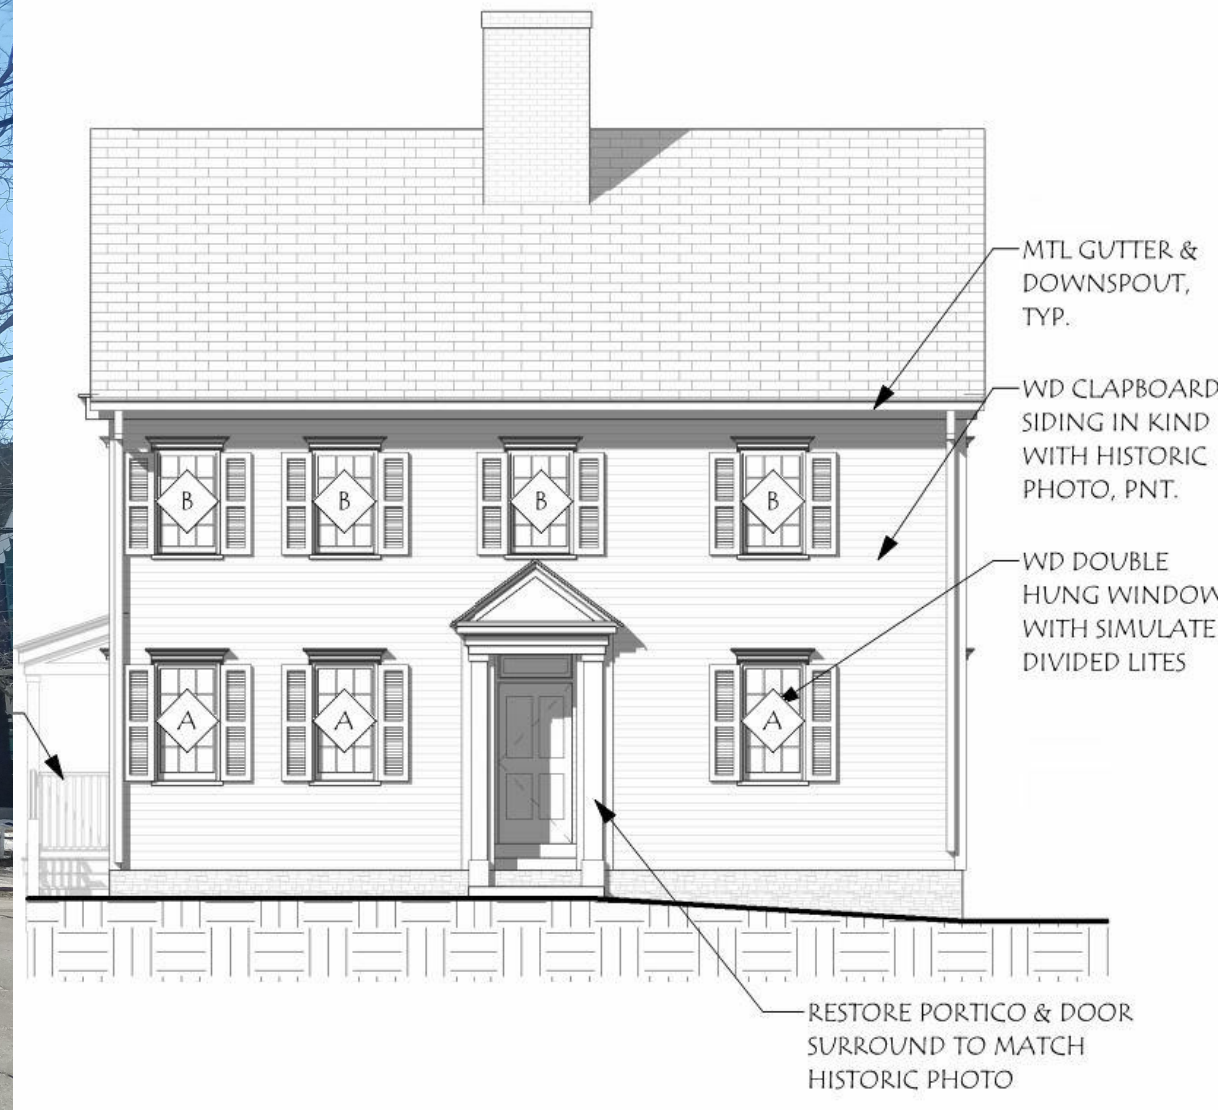 MTL GUTTER &
DOWNSPOUT,
TYP.
WD CLAPBOARD
SIDING IN KIND
WITH HISTORIC
PHOTO, PNT.
B B B B
WD DOUBLE
HUNG WINDOW
WITH SIMULATE
DIVIDED LITES
A A A
RESTORE PORTICO & DOOR
SURROUND TO MATCH
HISTORIC PHOTO